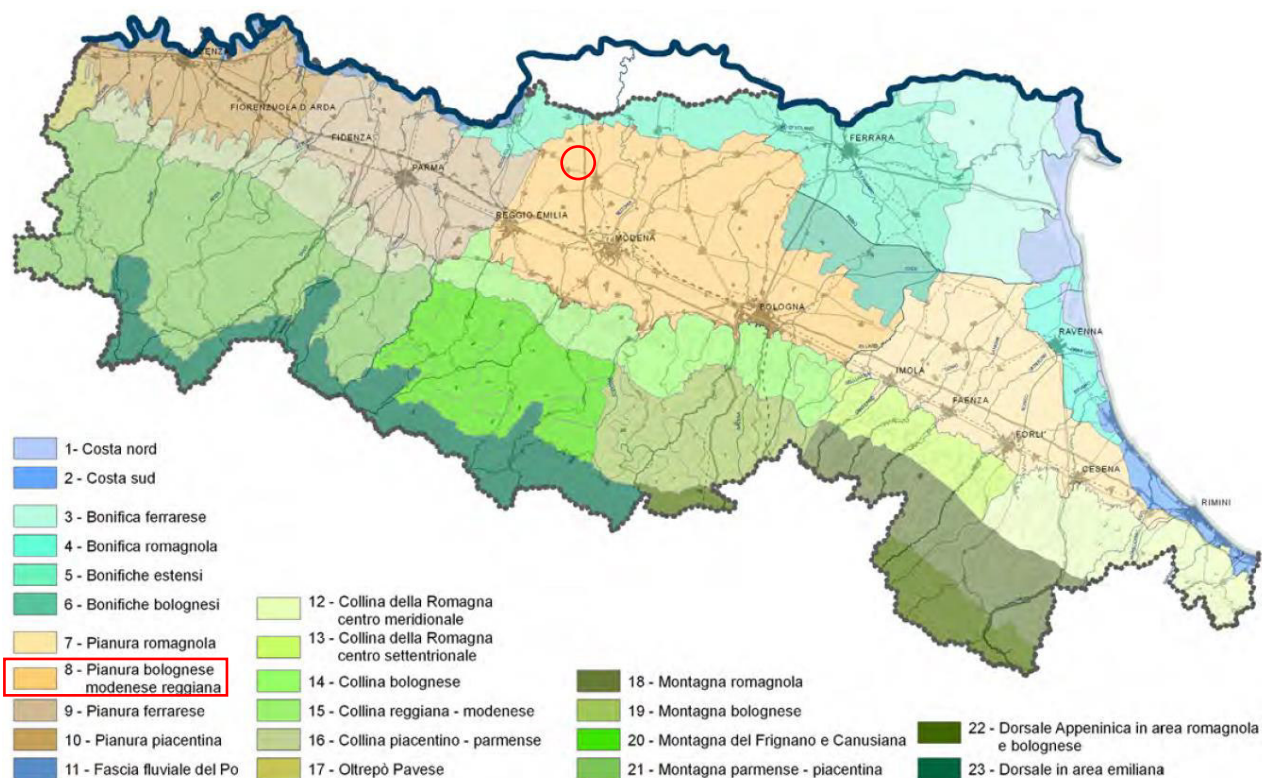 FIORENZUOLA D'ARDA
FIDENZA
PARMA
REGGIO EMILIA
MODENA
BOLOGNA
FERRARA
RAVENNA
IMOLA
FAENZA
FORLI'
CESENA
RIMINI
1- Costa nord
2 - Costa sud
3 - Bonifica ferrarese
4 - Bonifica romagnola
5 - Bonifiche estensi
6 - Bonifiche bolognesi
7 - Pianura romagnola
8 - Pianura bolognese
modenese reggiana
9 - Pianura ferrarese
10 - Pianura piacentina
11 - Fascia fluviale del Po
12 - Collina della Romagna
centro meridionale
13 - Collina della Romagna
centro settentrionale
14 - Collina bolognese
15 - Collina reggiana - modenese
16 - Collina piacentino - parmense
17 - Oltrepò Pavese
18 - Montagna romagnola
19 - Montagna bolognese
20 - Montagna del Frignano e Canusiana
21 - Montagna parmense - piacentina
22 - Dorsale Appeninica in area romagnola
e bolognese
23 - Dorsale in area emiliana